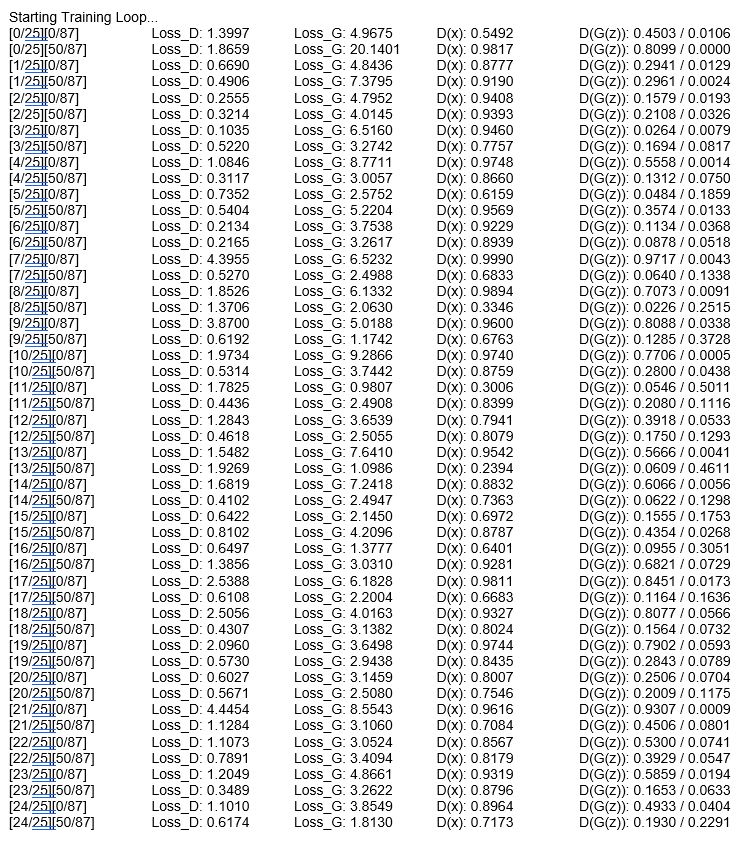 Starting Training Loop...
[0/25][0/87] Loss_D: 1.3997 Loss_G: 4.9675 D(x): 0.5492 D(G(z)): 0.4503 / 0.0106
[0/25][50/87] Loss_D: 1.8659 Loss_G: 20.1401 D(x): 0.9817 D(G(z)): 0.8099 / 0.0000
[1/25][0/87] Loss_D: 0.6690 Loss_G: 4.8436 D(x): 0.8777 D(G(z)): 0.2941 / 0.0129
[1/25][50/87] Loss_D: 0.4906 Loss_G: 7.3795 D(x): 0.9190 D(G(z)): 0.2961 / 0.0024
[2/25][0/87] Loss_D: 0.2555 Loss_G: 4.7952 D(x): 0.9408 D(G(z)): 0.1579 / 0.0193
[2/25][50/87] Loss_D: 0.3214 Loss_G: 4.0145 D(x): 0.9393 D(G(z)): 0.2108 / 0.0326
[3/25][0/87] Loss_D: 0.1035 Loss_G: 6.5160 D(x): 0.9460 D(G(z)): 0.0264 / 0.0079
[3/25][50/87] Loss_D: 0.5220 Loss_G: 3.2742 D(x): 0.7757 D(G(z)): 0.1694 / 0.0817
[4/25][0/87] Loss_D: 1.0846 Loss_G: 8.7711 D(x): 0.9748 D(G(z)): 0.5558 / 0.0014
[4/25][50/87] Loss_D: 0.3117 Loss_G: 3.0057 D(x): 0.8660 D(G(z)): 0.1312 / 0.0750
[5/25][0/87] Loss_D: 0.7352 Loss_G: 2.5752 D(x): 0.6159 D(G(z)): 0.0484 / 0.1859
[5/25][50/87] Loss_D: 0.5404 Loss_G: 5.2204 D(x): 0.9569 D(G(z)): 0.3574 / 0.0133
[6/25][0/87] Loss_D: 0.2134 Loss_G: 3.7538 D(x): 0.9229 D(G(z)): 0.1134 / 0.0368
[6/25][50/87] Loss_D: 0.2165 Loss_G: 3.2617 D(x): 0.8939 D(G(z)): 0.0878 / 0.0518
[7/25][0/87] Loss_D: 4.3955 Loss_G: 6.5232 D(x): 0.9990 D(G(z)): 0.9717 / 0.0043
[7/25][50/87] Loss_D: 0.5270 Loss_G: 2.4988 D(x): 0.6833 D(G(z)): 0.0640 / 0.1338
[8/25][0/87] Loss_D: 1.8526 Loss_G: 6.1332 D(x): 0.9894 D(G(z)): 0.7073 / 0.0091
[8/25][50/87] Loss_D: 1.3706 Loss_G: 2.0630 D(x): 0.3346 D(G(z)): 0.0226 / 0.2515
[9/25][0/87] Loss_D: 3.8700 Loss_G: 5.0188 D(x): 0.9600 D(G(z)): 0.8088 / 0.0338
[9/25][50/87] Loss_D: 0.6192 Loss_G: 1.1742 D(x): 0.6763 D(G(z)): 0.1285 / 0.3728
[10/25][0/87] Loss_D: 1.9734 Loss_G: 9.2866 D(x): 0.9740 D(G(z)): 0.7706 / 0.0005
[10/25][50/87] Loss_D: 0.5314 Loss_G: 3.7442 D(x): 0.8759 D(G(z)): 0.2800 / 0.0438
[11/25][0/87] Loss_D: 1.7825 Loss_G: 0.9807 D(x): 0.3006 D(G(z)): 0.0546 / 0.5011
[11/25][50/87] Loss_D: 0.4436 Loss_G: 2.4908 D(x): 0.8399 D(G(z)): 0.2080 / 0.1116
[12/25][0/87] Loss_D: 1.2843 Loss_G: 3.6539 D(x): 0.7941 D(G(z)): 0.3918 / 0.0533
[12/25][50/87] Loss_D: 0.4618 Loss_G: 2.5055 D(x): 0.8079 D(G(z)): 0.1750 / 0.1293
[13/25][0/87] Loss_D: 1.5482 Loss_G: 7.6410 D(x): 0.9542 D(G(z)): 0.5666 / 0.0041
[13/25][50/87] Loss_D: 1.9269 Loss_G: 1.0986 D(x): 0.2394 D(G(z)): 0.0609 / 0.4611
[14/25][0/87] Loss_D: 1.6819 Loss_G: 7.2418 D(x): 0.8832 D(G(z)): 0.6066 / 0.0056
[14/25][50/87] Loss_D: 0.4102 Loss_G: 2.4947 D(x): 0.7363 D(G(z)): 0.0622 / 0.1298
[15/25][0/87] Loss_D: 0.6422 Loss_G: 2.1450 D(x): 0.6972 D(G(z)): 0.1555 / 0.1753
[15/25][50/87] Loss_D: 0.8102 Loss_G: 4.2096 D(x): 0.8787 D(G(z)): 0.4354 / 0.0268
[16/25][0/87] Loss_D: 0.6497 Loss_G: 1.3777 D(x): 0.6401 D(G(z)): 0.0955 / 0.3051
[16/25][50/87] Loss_D: 1.3856 Loss_G: 3.0310 D(x): 0.9281 D(G(z)): 0.6821 / 0.0729
[17/25][0/87] Loss_D: 2.5388 Loss_G: 6.1828 D(x): 0.9811 D(G(z)): 0.8451 / 0.0173
[17/25][50/87] Loss_D: 0.6108 Loss_G: 2.2004 D(x): 0.6683 D(G(z)): 0.1164 / 0.1636
[18/25][0/87] Loss_D: 2.5056 Loss_G: 4.0163 D(x): 0.9327 D(G(z)): 0.8077 / 0.0566
[18/25][50/87] Loss_D: 0.4307 Loss_G: 3.1382 D(x): 0.8024 D(G(z)): 0.1564 / 0.0732
[19/25][0/87] Loss_D: 2.0960 Loss_G: 3.6498 D(x): 0.9744 D(G(z)): 0.7902 / 0.0593
[19/25][50/87] Loss_D: 0.5730 Loss_G: 2.9438 D(x): 0.8435 D(G(z)): 0.2843 / 0.0789
[20/25][0/87] Loss_D: 0.6027 Loss_G: 3.1459 D(x): 0.8007 D(G(z)): 0.2506 / 0.0704
[20/25][50/87] Loss_D: 0.5671 Loss_G: 2.5080 D(x): 0.7546 D(G(z)): 0.2009 / 0.1175
[21/25][0/87] Loss_D: 4.4454 Loss_G: 8.5543 D(x): 0.9616 D(G(z)): 0.9307 / 0.0009
[21/25][50/87] Loss_D: 1.1284 Loss_G: 3.1060 D(x): 0.7084 D(G(z)): 0.4506 / 0.0801
[22/25][0/87] Loss_D: 1.1073 Loss_G: 3.0524 D(x): 0.8567 D(G(z)): 0.5300 / 0.0741
[22/25][50/87] Loss_D: 0.7891 Loss_G: 3.4094 D(x): 0.8179 D(G(z)): 0.3929 / 0.0547
[23/25][0/87] Loss_D: 1.2049 Loss_G: 4.8661 D(x): 0.9319 D(G(z)): 0.5859 / 0.0194
[23/25][50/87] Loss_D: 0.3489 Loss_G: 3.2622 D(x): 0.8796 D(G(z)): 0.1653 / 0.0633
[24/25][0/87] Loss_D: 1.1010 Loss_G: 3.8549 D(x): 0.8964 D(G(z)): 0.4933 / 0.0404
[24/25][50/87] Loss_D: 0.6174 Loss_G: 1.8130 D(x): 0.7173 D(G(z)): 0.1930 / 0.2291